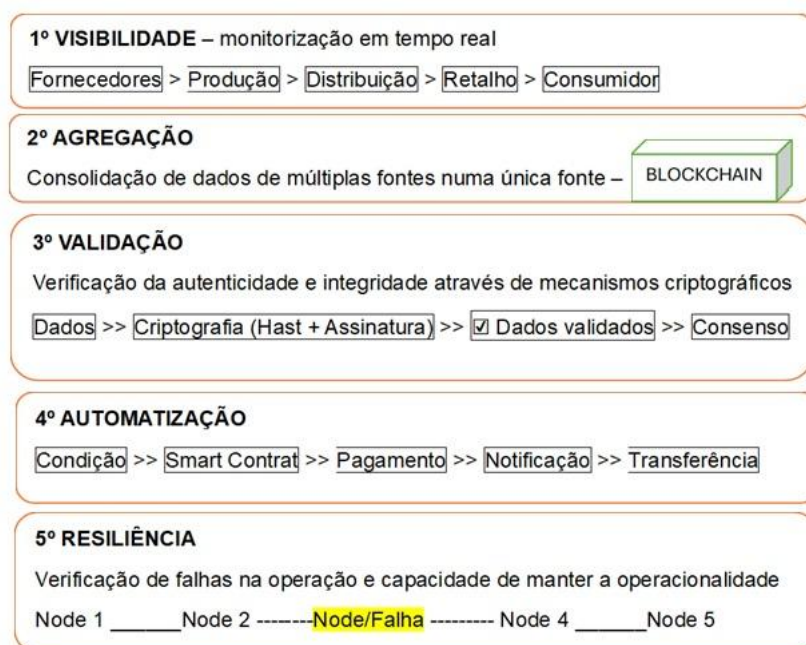 1º VISIBILIDADE – monitorização em tempo real
Fornecedores > Produção > Distribuição > Retalho > Consumidor
2º AGREGAÇÃO
Consolidação de dados de múltiplas fontes numa única fonte – BLOCKCHAIN
3º VALIDAÇÃO
Verificação da autenticidade e integridade através de mecanismos criptográficos
Dados >> Criptografia (Hast + Assinatura) >> ☑ Dados validados >> Consenso
4º AUTOMATIZAÇÃO
Condição >> Smart Contrat >> Pagamento >> Notificação >> Transferência
5º RESILIÊNCIA
Verificação de falhas na operação e capacidade de manter a operacionalidade
Node 1 ______Node 2 --------Node/Falha --------- Node 4 ______Node 5